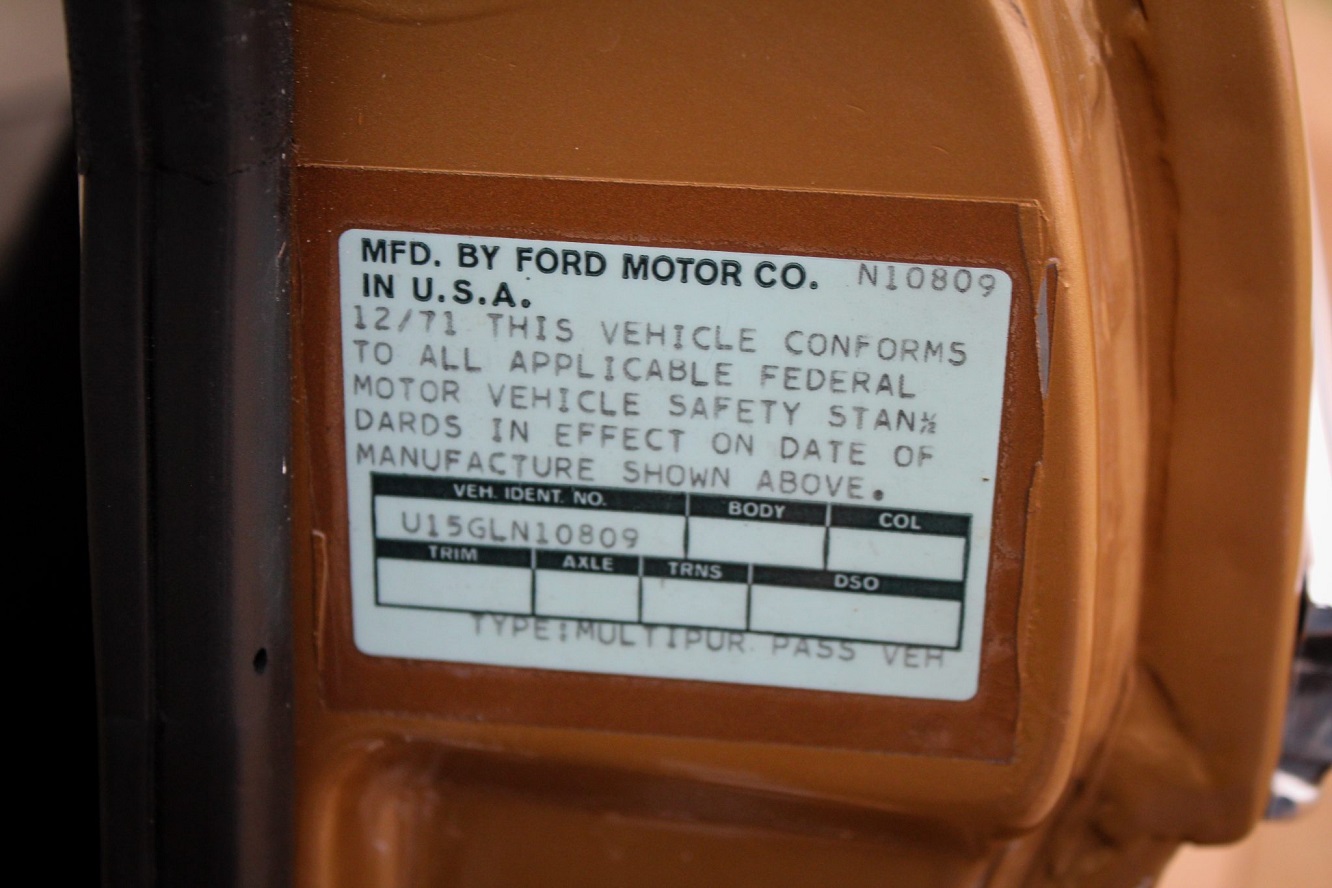 MFD. BY FORD MOTOR CO. N10809
IN U.S.A.
12/71 THIS VEHICLE CONFORMS
TO ALL APPLICABLE FEDERAL
MOTOR VEHICLE SAFETY STAN½
DARDS IN EFFECT ON DATE OF
MANUFACTURE SHOWN ABOVE.
VEH. IDENT. NO. BODY COL
U15GLN10809
TRIM AXLE TRNS DSO
TYPE:MULTIPUR PASS VEH